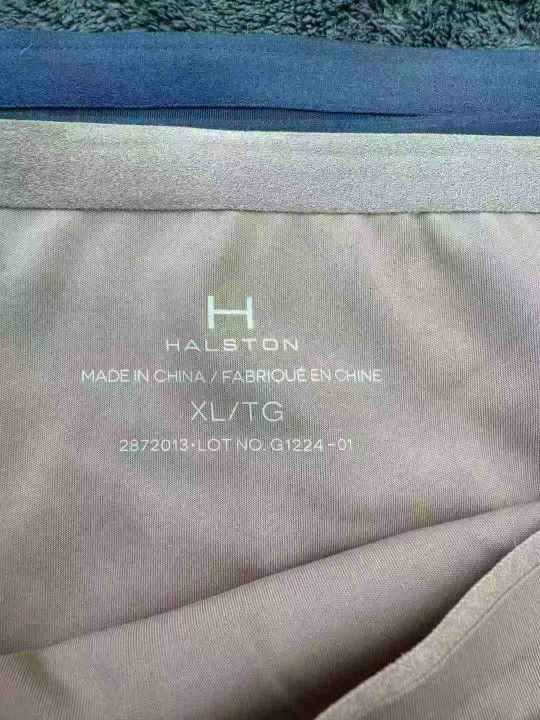 H
HALSTON
MADE IN CHINA / FABRIQUÉ EN CHINE
XL/TG
2872013•LOT NO. G1224-01